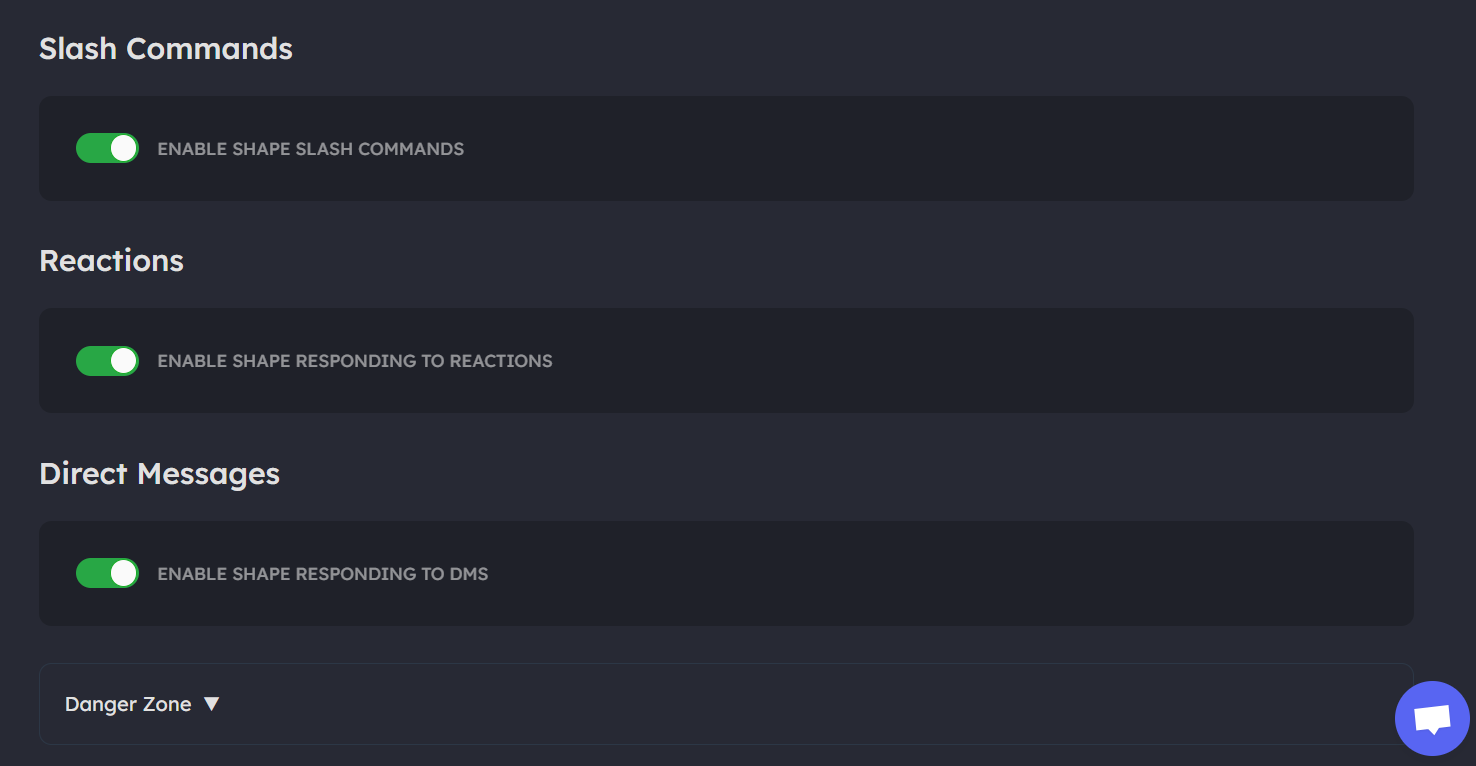 Slash Commands
ENABLE SHAPE SLASH COMMANDS
Reactions
ENABLE SHAPE RESPONDING TO REACTIONS
Direct Messages
ENABLE SHAPE RESPONDING TO DMS
Danger Zone ▼